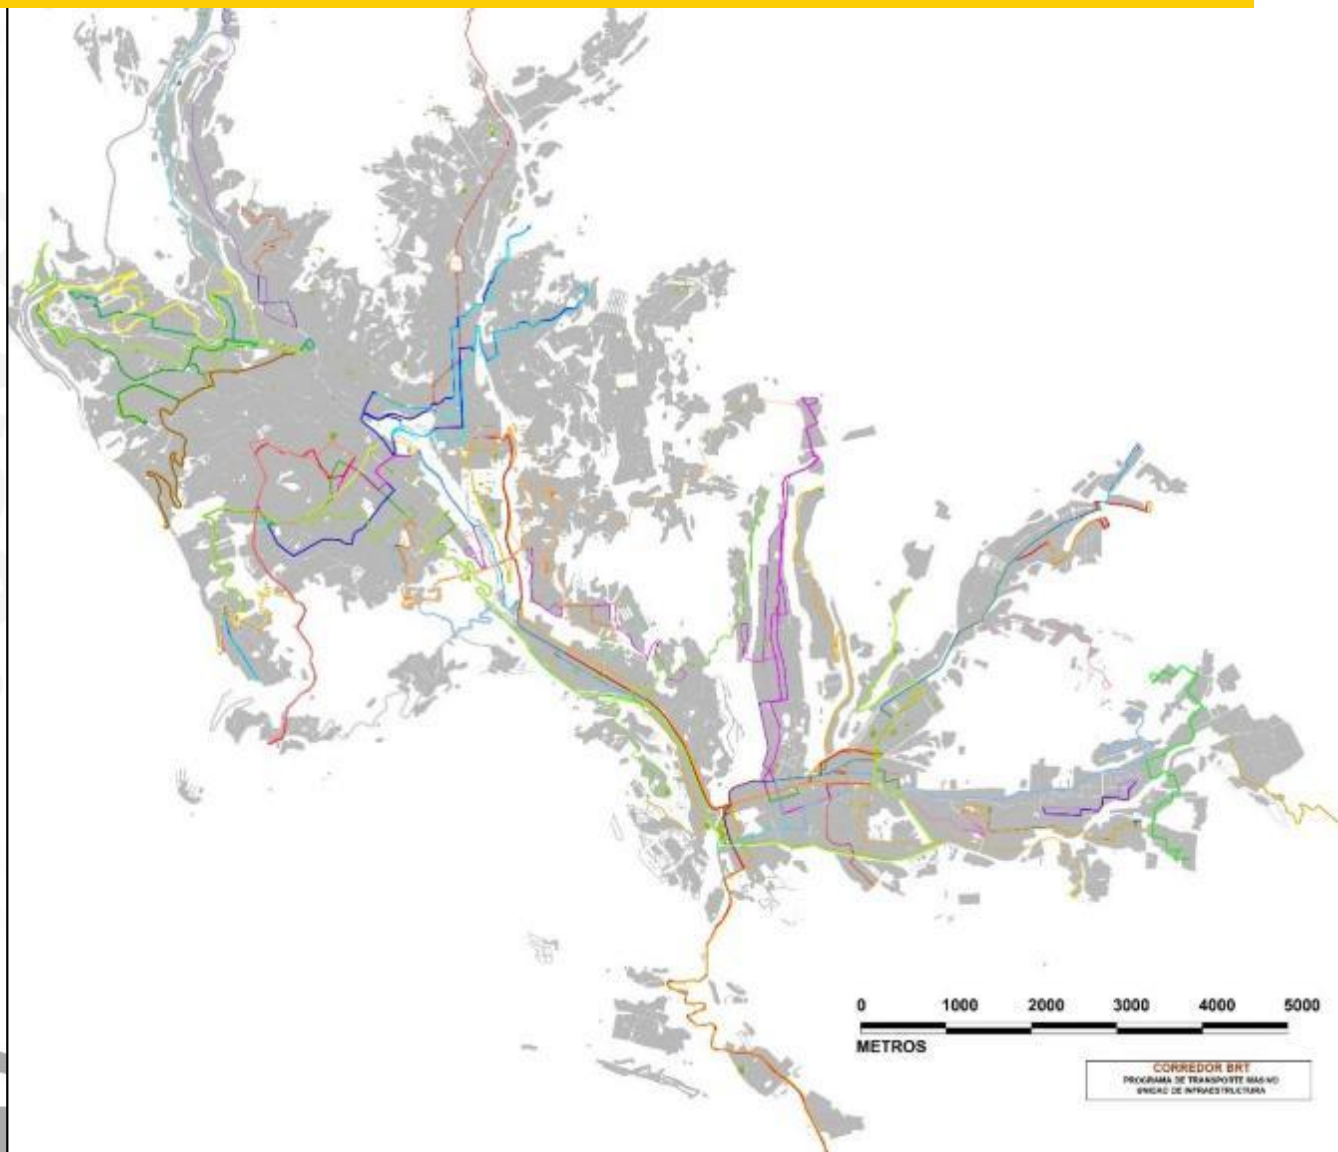 0 1000 2000 3000 4000 5000
METROS
CORREDOR BRT
PROGRAMA DE TRANSPORTE MASIVO
UNIDAD DE INFRAESTRUCTURA